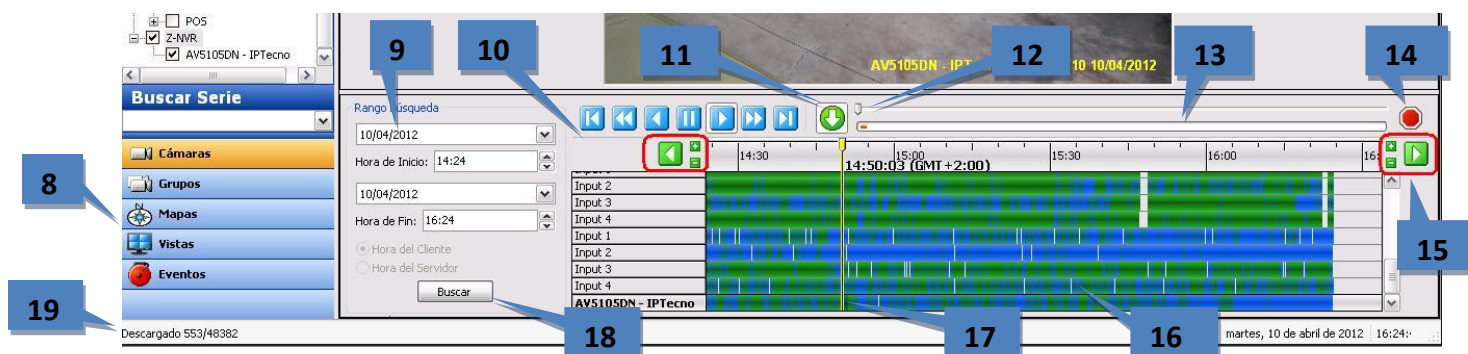 POS
Z-NVR
AV5105DN - IPTecno
9
10
11
12
13
14
AV5105DN - IPT
10 10/04/2012
Buscar Serie
Rango Búsqueda
10/04/2012
Cámaras
Hora de Inicio: 14:24
14:30
15:00
15:30
16:00
16:
14:50:03 (GMT+2:00)
8
Grupos
10/04/2012
Input 2
Input 3
Mapas
Hora de Fin: 16:24
Input 4
Input 1
Vistas
Hora del Cliente
Input 2
15
Hora del Servidor
Input 3
Eventos
Buscar
Input 4
AV5105DN - IPTecno
19
18
17
16
Descargado 553/48382
martes, 10 de abril de 2012
16:24: